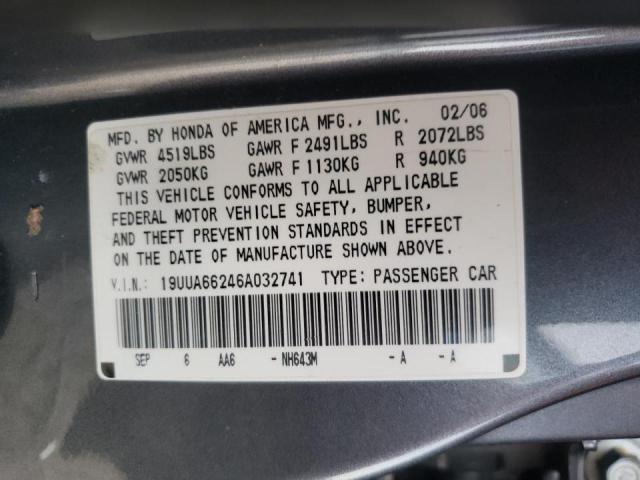 MFD. BY HONDA OF AMERICA MFG., INC. 02/06
GVWR 4519LBS GAWR F 2491LBS R 2072LBS
GVWR 2050KG GAWR F 1130KG R 940KG
THIS VEHICLE CONFORMS TO ALL APPLICABLE
FEDERAL MOTOR VEHICLE SAFETY, BUMPER,
AND THEFT PREVENTION STANDARDS IN EFFECT
ON THE DATE OF MANUFACTURE SHOWN ABOVE.
V.I.N.: 19UUA66246A032741 TYPE: PASSENGER CAR
SEP 6 AA6 -NH643M -A -A